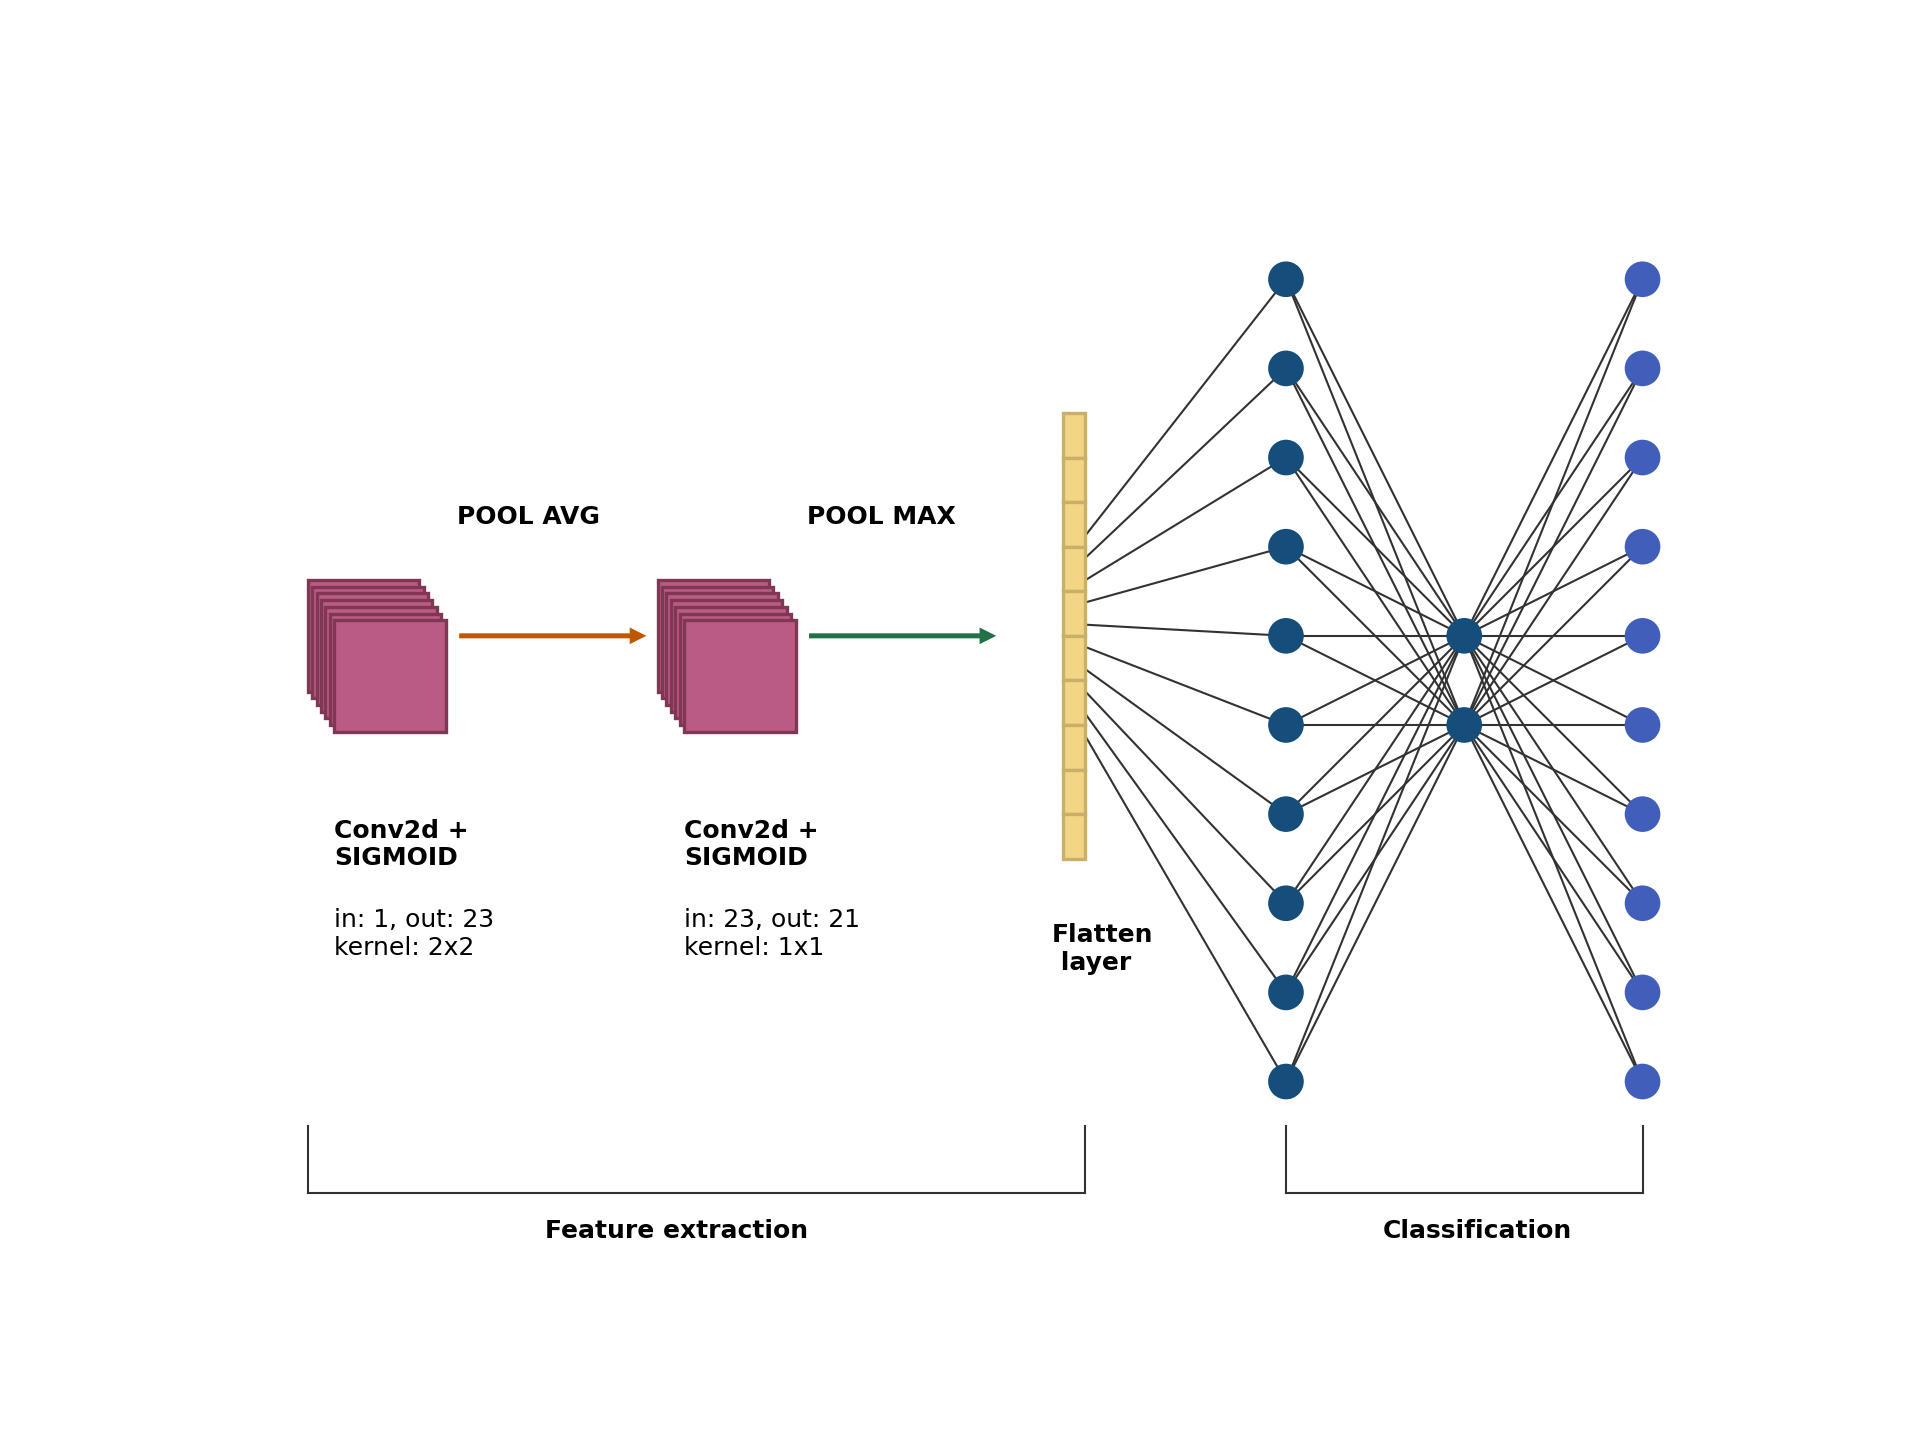 POOL AVG
POOL MAX
Conv2d +
SIGMOID
in: 1, out: 23
kernel: 2x2
Conv2d +
SIGMOID
in: 23, out: 21
kernel: 1x1
Flatten
layer
Feature extraction
Classification